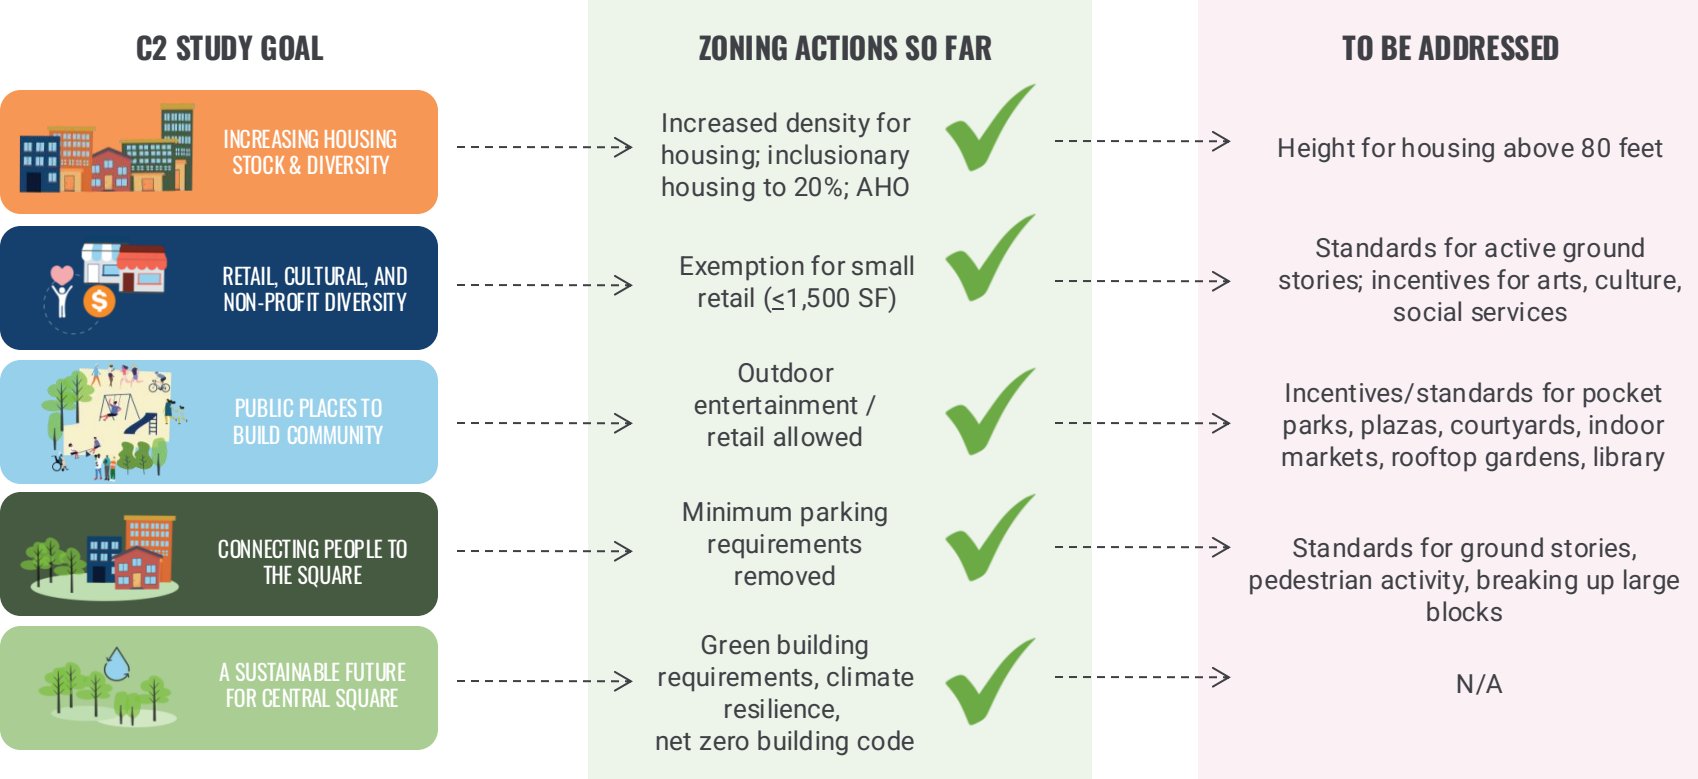 C2 STUDY GOAL
ZONING ACTIONS SO FAR
TO BE ADDRESSED
INCREASING HOUSING
STOCK & DIVERSITY
Increased density for
housing; inclusionary
housing to 20%; AHO
Height for housing above 80 feet
RETAIL, CULTURAL, AND
NON-PROFIT DIVERSITY
$
Exemption for small
retail (≤1,500 SF)
Standards for active ground
stories; incentives for arts, culture,
social services
PUBLIC PLACES TO
BUILD COMMUNITY
Outdoor
entertainment /
retail allowed
Incentives/standards for pocket
parks, plazas, courtyards, indoor
markets, rooftop gardens, library
CONNECTING PEOPLE TO
THE SQUARE
Minimum parking
requirements
removed
Standards for ground stories,
pedestrian activity, breaking up large
blocks
A SUSTAINABLE FUTURE
FOR CENTRAL SQUARE
Green building
requirements, climate
resilience,
net zero building code
N/A